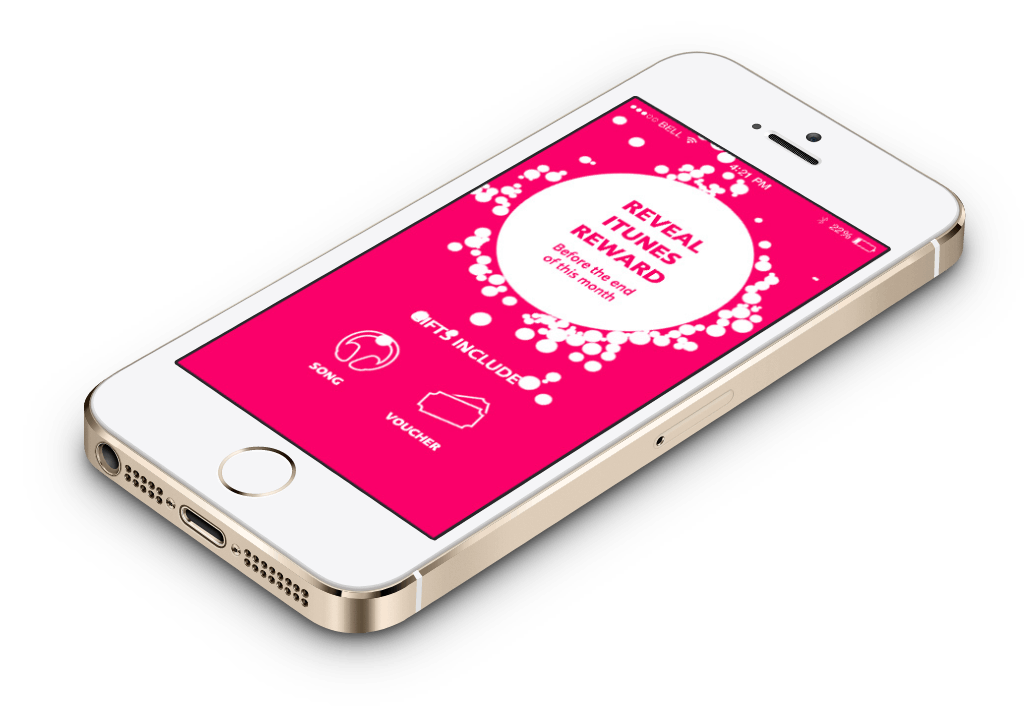 BELL 4:21 PM 22%
REVEAL
ITUNES
REWARD
Before the end
of this month
GIFTS INCLUDE
SONG
VOUCHER